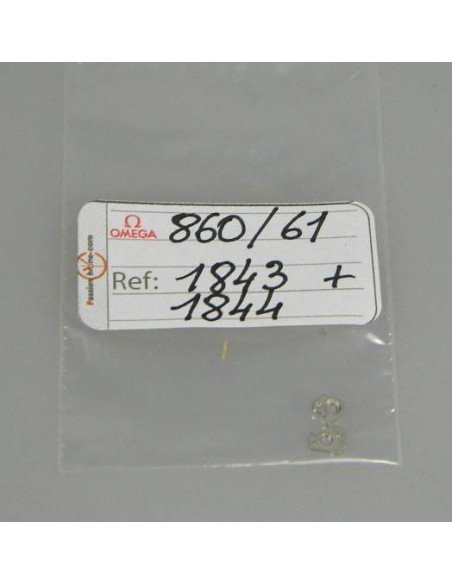 Ω
OMEGA 860/61
Ref: 1843 +
1844